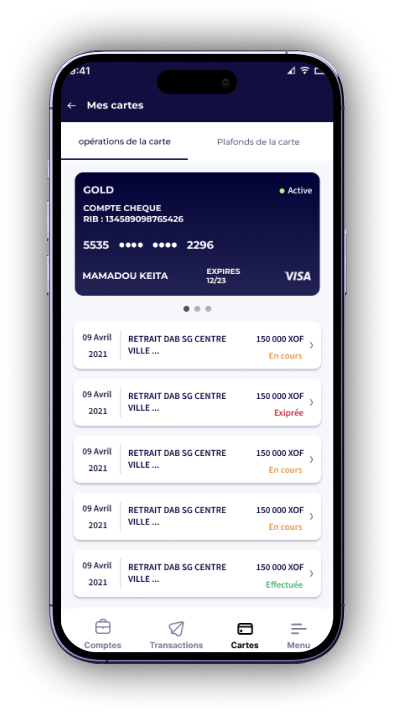 9:41
← Mes cartes
opérations de la carte Plafonds de la carte
GOLD Active
COMPTE CHEQUE
RIB : 134589098765426
5535 •••• •••• 2296
MAMADOU KEITA EXPIRES 12/23 VISA
09 Avril 2021 RETRAIT DAB SG CENTRE VILLE ... 150 000 XOF En cours
09 Avril 2021 RETRAIT DAB SG CENTRE VILLE ... 150 000 XOF Exiprée
09 Avril 2021 RETRAIT DAB SG CENTRE VILLE ... 150 000 XOF En cours
09 Avril 2021 RETRAIT DAB SG CENTRE VILLE ... 150 000 XOF En cours
09 Avril 2021 RETRAIT DAB SG CENTRE VILLE ... 150 000 XOF Effectuée
Comptes Transactions Cartes Menu